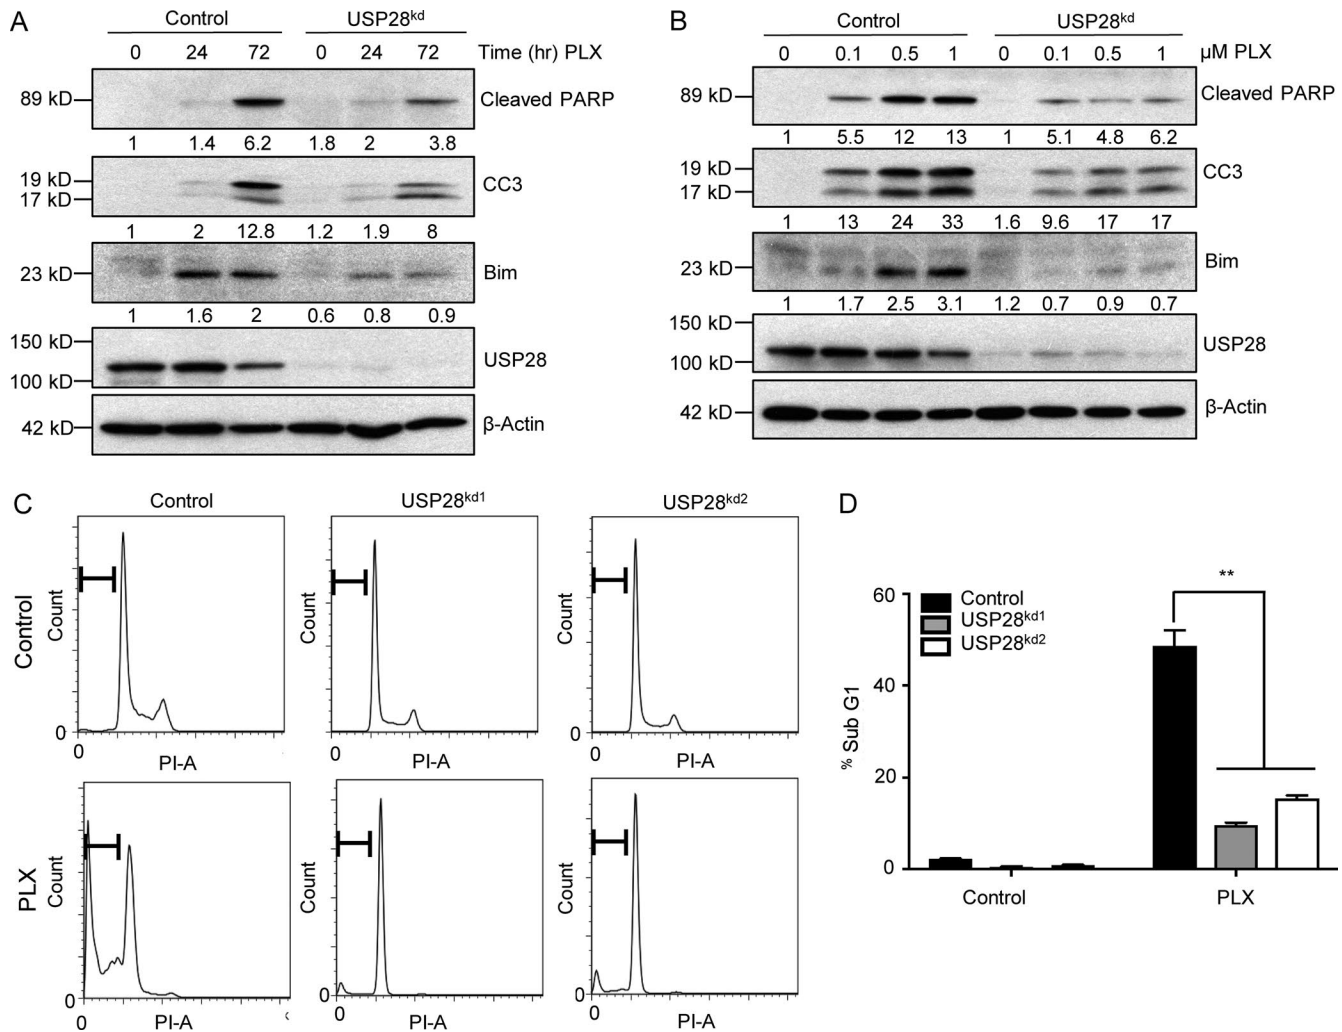 A
Control USP28kd
0 24 72 0 24 72 Time (hr) PLX
89 kD Cleaved PARP
1 1.4 6.2 1.8 2 3.8
19 kD CC3
17 kD
1 2 12.8 1.2 1.9 8
23 kD Bim
1 1.6 2 0.6 0.8 0.9
150 kD USP28
100 kD
42 kD β-Actin
B
Control USP28kd
0 0.1 0.5 1 0 0.1 0.5 1 µM PLX
89 kD Cleaved PARP
1 5.5 12 13 1 5.1 4.8 6.2
19 kD CC3
17 kD
1 13 24 33 1.6 9.6 17 17
23 kD Bim
1 1.7 2.5 3.1 1.2 0.7 0.9 0.7
150 kD USP28
100 kD
42 kD β-Actin
C
Control USP28kd1 USP28kd2
Control
Count Count Count
0 0 0
0 0 0
PI-A PI-A PI-A
PLX
Count Count Count
0 0 0
0 0 0
PI-A PI-A PI-A
D
% Sub G1
60
40
20
0
Control
USP28kd1
USP28kd2
**
Control PLX